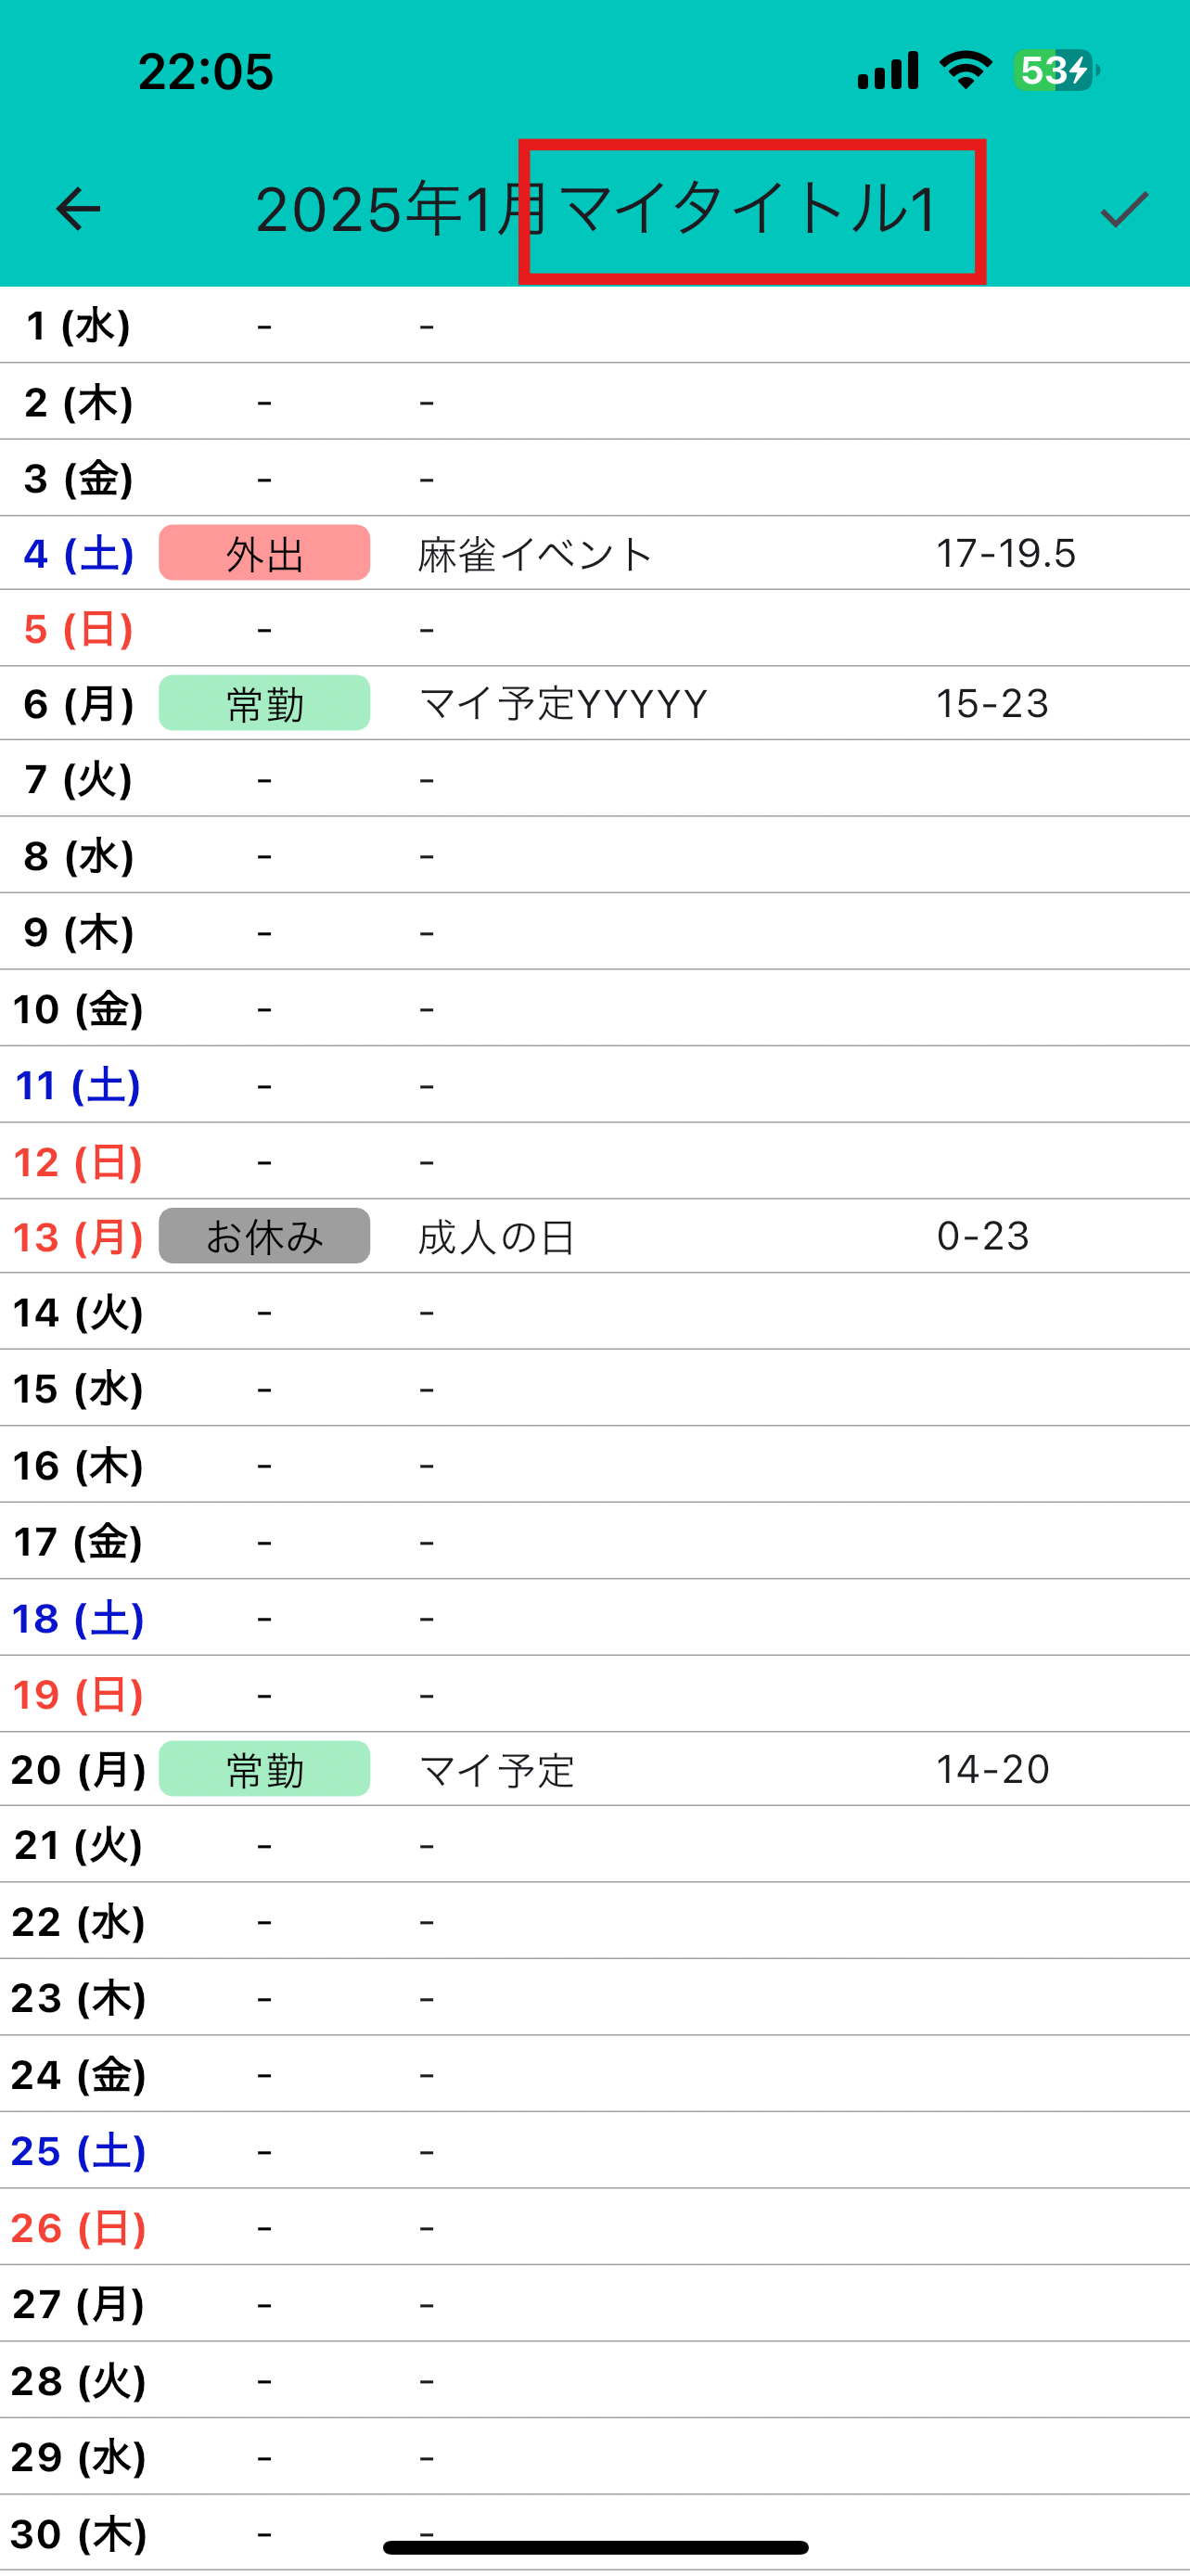 22:05 53
← 2025年1月マイタイトル1 ✓
1 (水) - -
2 (木) - -
3 (金) - -
4 (土) 外出 麻雀イベント 17-19.5
5 (日) - -
6 (月) 常勤 マイ予定YYYYY 15-23
7 (火) - -
8 (水) - -
9 (木) - -
10 (金) - -
11 (土) - -
12 (日) - -
13 (月) お休み 成人の日 0-23
14 (火) - -
15 (水) - -
16 (木) - -
17 (金) - -
18 (土) - -
19 (日) - -
20 (月) 常勤 マイ予定 14-20
21 (火) - -
22 (水) - -
23 (木) - -
24 (金) - -
25 (土) - -
26 (日) - -
27 (月) - -
28 (火) - -
29 (水) - -
30 (木) - -